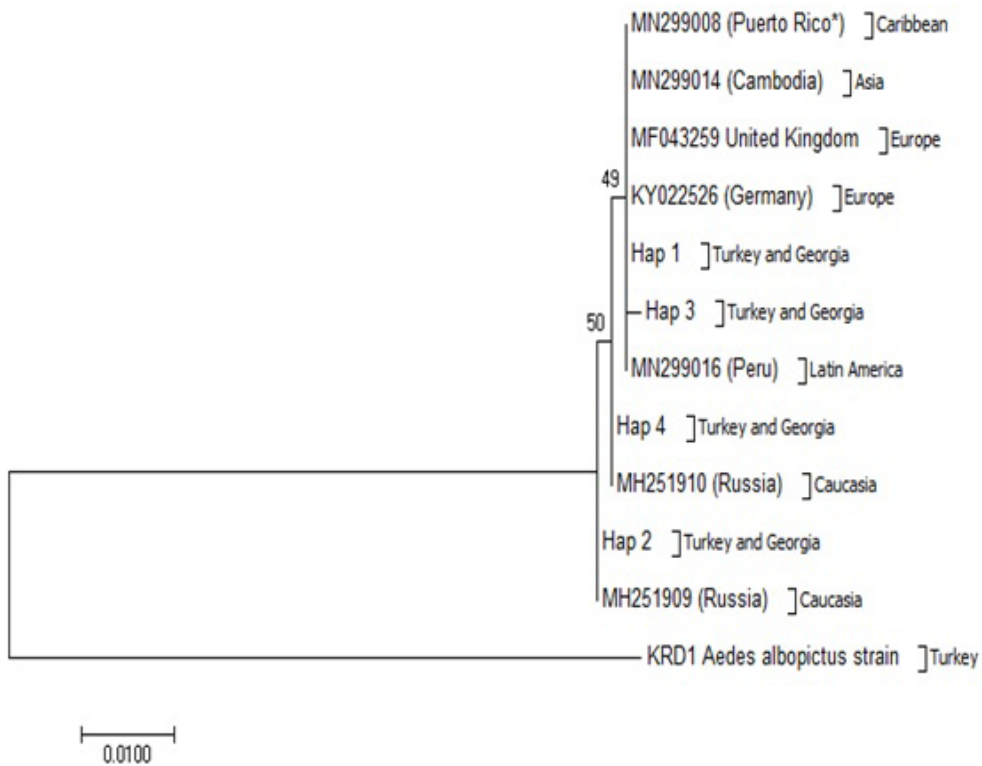 MN299008 (Puerto Rico*) Caribbean
MN299014 (Cambodia) Asia
MF043259 United Kingdom Europe
49
KY022526 (Germany) Europe
Hap 1 Turkey and Georgia
Hap 3 Turkey and Georgia
50
MN299016 (Peru) Latin America
Hap 4 Turkey and Georgia
MH251910 (Russia) Caucasia
Hap 2 Turkey and Georgia
MH251909 (Russia) Caucasia
KRD1 Aedes albopictus strain Turkey
0.0100